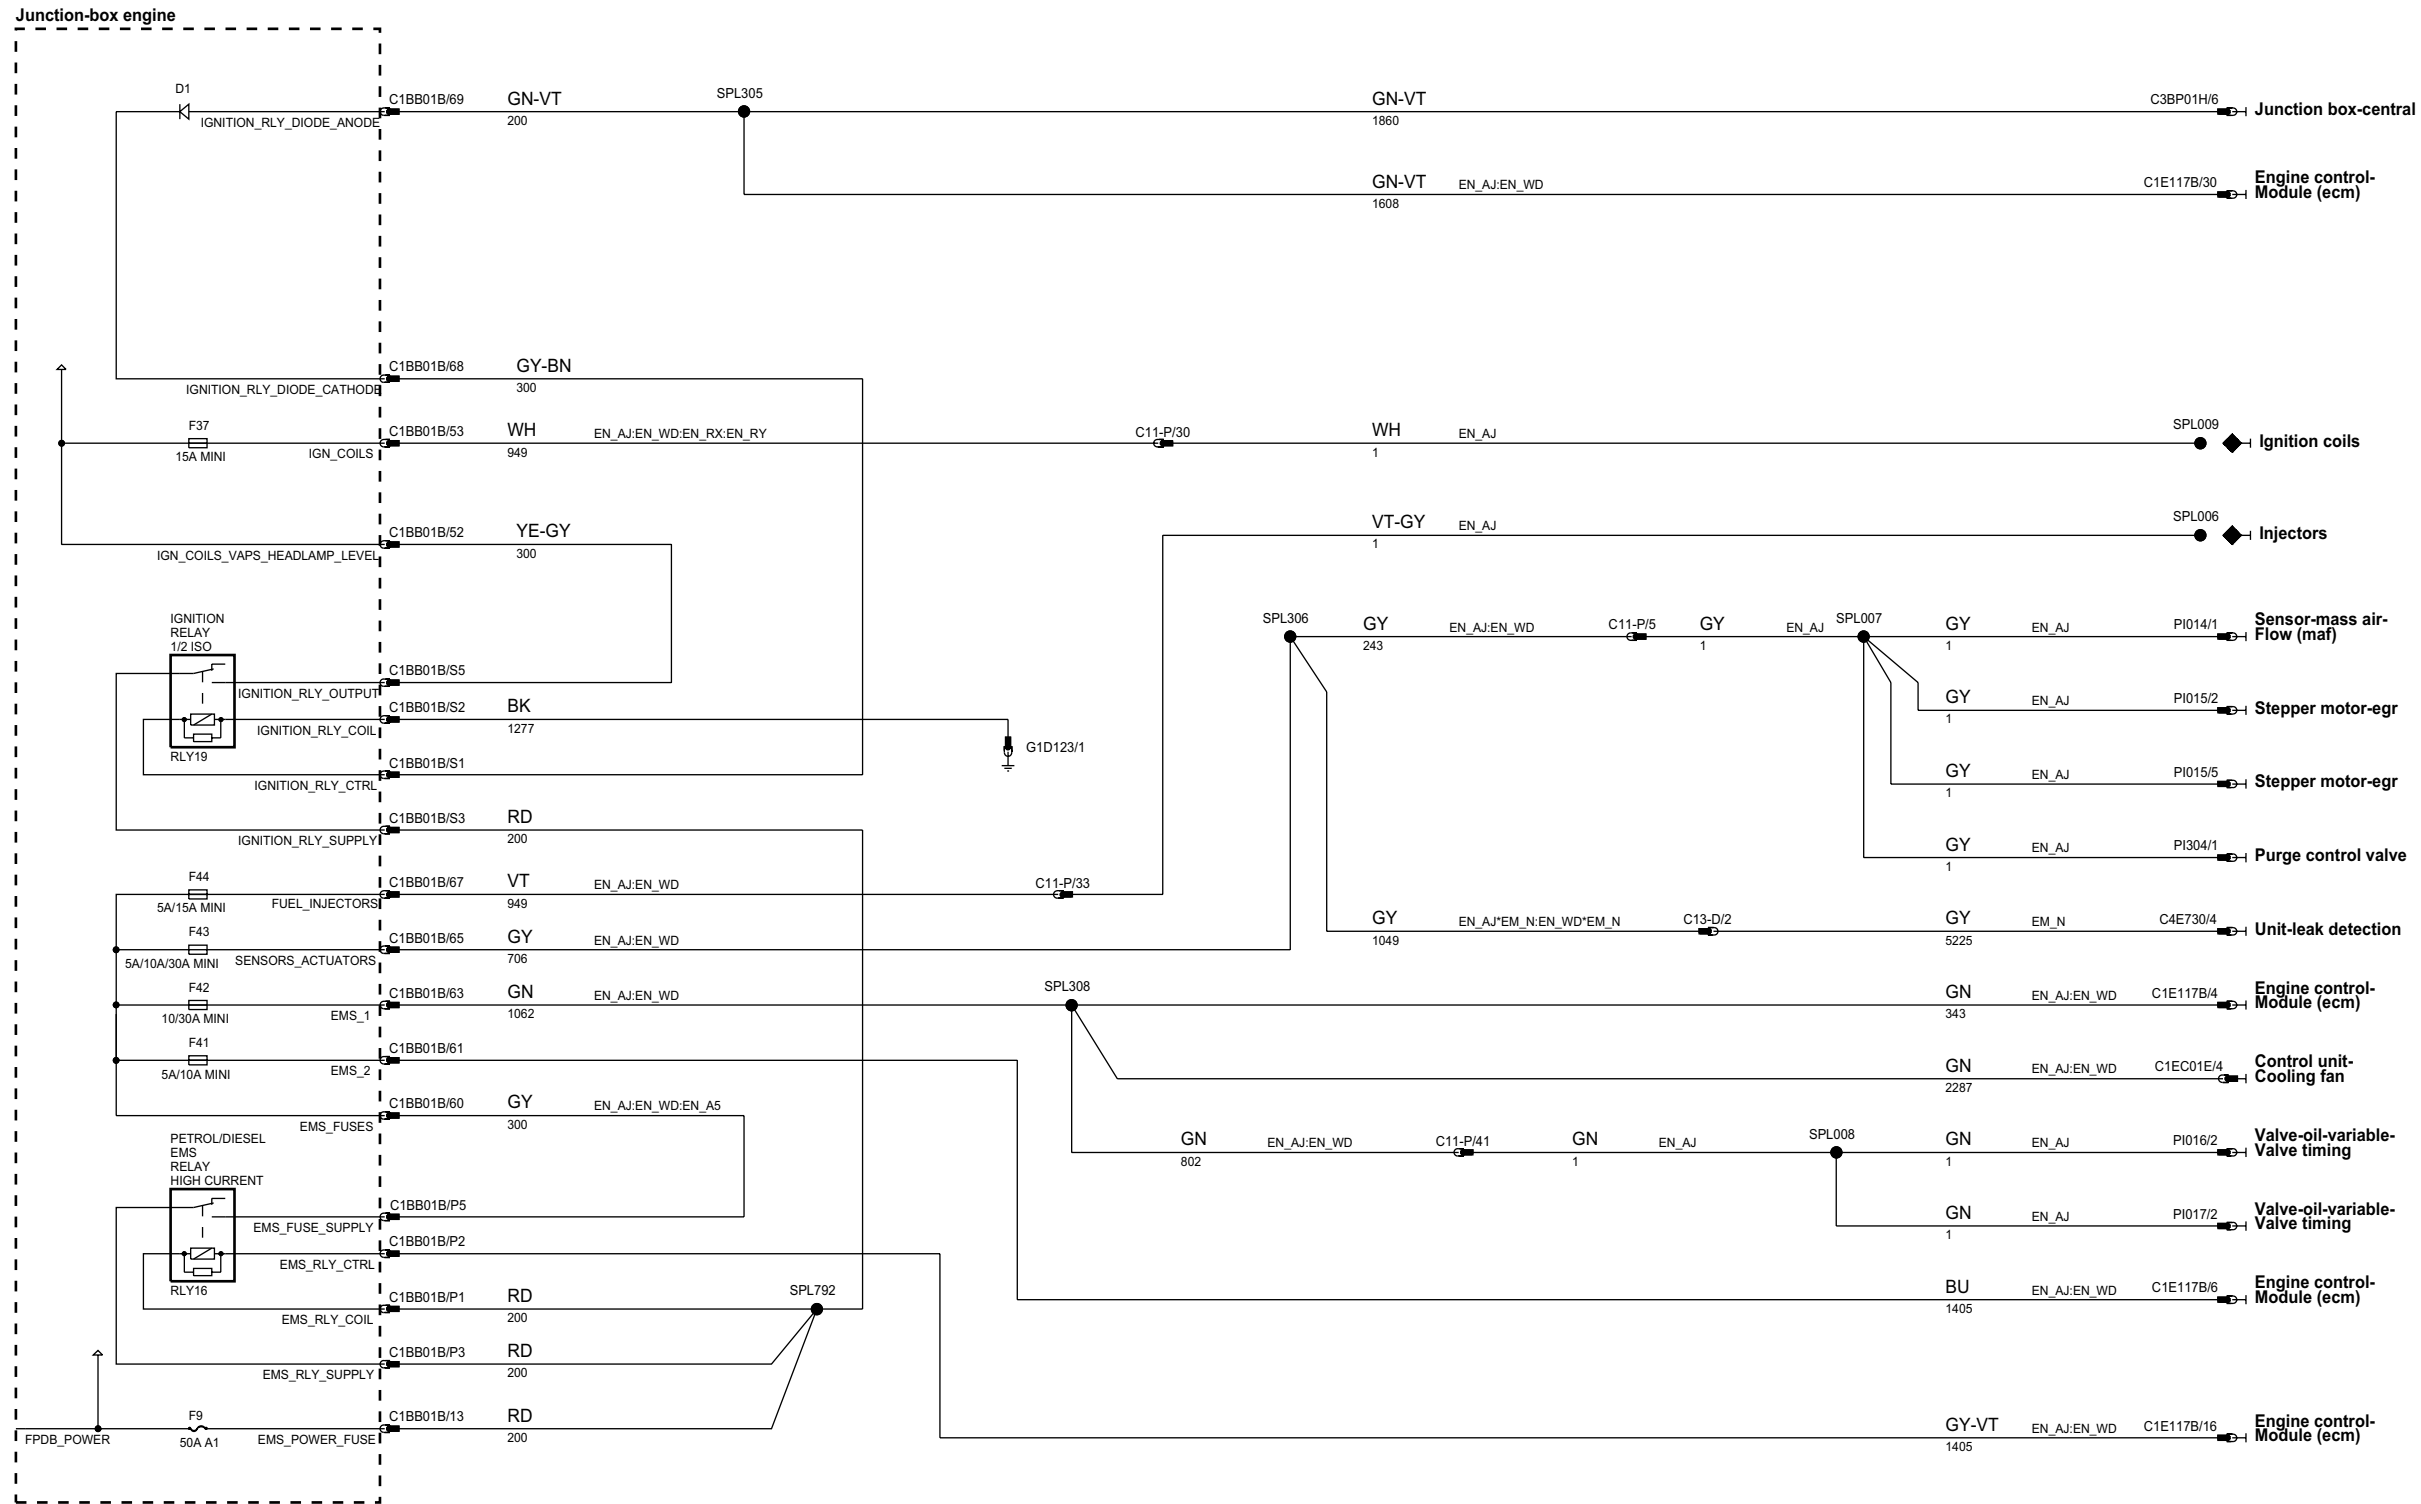 Junction-box engine
D1
IGNITION_RLY_DIODE_ANODE
C1BB01B/69
GN-VT
200
SPL305
GN-VT
1860
C3BP01H/6
Junction box-central
GN-VT
EN_AJ:EN_WD
1608
C1E117B/30
Engine control-
Module (ecm)
C1BB01B/68
GY-BN
300
IGNITION_RLY_DIODE_CATHODE
F37
15A MINI
IGN_COILS
C1BB01B/53
WH
949
EN_AJ:EN_WD:EN_RX:EN_RY
C11-P/30
WH
1
EN_AJ
SPL009
Ignition coils
C1BB01B/52
YE-GY
300
IGN_COILS_VAPS_HEADLAMP_LEVEL
VT-GY
1
EN_AJ
SPL006
Injectors
IGNITION
RELAY
1/2 ISO
RLY19
IGNITION_RLY_OUTPUT
C1BB01B/S5
C1BB01B/S2
BK
1277
IGNITION_RLY_COIL
G1D123/1
C1BB01B/S1
IGNITION_RLY_CTRL
C1BB01B/S3
RD
200
IGNITION_RLY_SUPPLY
SPL306
GY
243
EN_AJ:EN_WD
C11-P/5
GY
1
EN_AJ
SPL007
GY
1
EN_AJ
PI014/1
Sensor-mass air-
Flow (maf)
GY
1
EN_AJ
PI015/2
Stepper motor-egr
GY
1
EN_AJ
PI015/5
Stepper motor-egr
GY
1
EN_AJ
PI304/1
Purge control valve
F44
5A/15A MINI
FUEL_INJECTORS
C1BB01B/67
VT
949
EN_AJ:EN_WD
C11-P/33
F43
5A/10A/30A MINI
SENSORS_ACTUATORS
C1BB01B/65
GY
706
EN_AJ:EN_WD
GY
1049
EN_AJ*EM_N:EN_WD*EM_N
C13-D/2
GY
5225
EM_N
C4E730/4
Unit-leak detection
F42
10/30A MINI
EMS_1
C1BB01B/63
GN
1062
EN_AJ:EN_WD
SPL308
GN
343
EN_AJ:EN_WD
C1E117B/4
Engine control-
Module (ecm)
F41
5A/10A MINI
EMS_2
C1BB01B/61
GN
2287
EN_AJ:EN_WD
C1EC01E/4
Control unit-
Cooling fan
C1BB01B/60
GY
300
EN_AJ:EN_WD:EN_A5
EMS_FUSES
GN
802
EN_AJ:EN_WD
C11-P/41
GN
1
EN_AJ
SPL008
GN
1
EN_AJ
PI016/2
Valve-oil-variable-
Valve timing
PETROL/DIESEL
EMS
RELAY
HIGH CURRENT
RLY16
C1BB01B/P5
EMS_FUSE_SUPPLY
GN
1
EN_AJ
PI017/2
Valve-oil-variable-
Valve timing
C1BB01B/P2
EMS_RLY_CTRL
C1BB01B/P1
RD
200
EMS_RLY_COIL
SPL792
BU
1405
EN_AJ:EN_WD
C1E117B/6
Engine control-
Module (ecm)
C1BB01B/P3
RD
200
EMS_RLY_SUPPLY
FPDB_POWER
F9
50A A1
EMS_POWER_FUSE
C1BB01B/13
RD
200
GY-VT
1405
EN_AJ:EN_WD
C1E117B/16
Engine control-
Module (ecm)